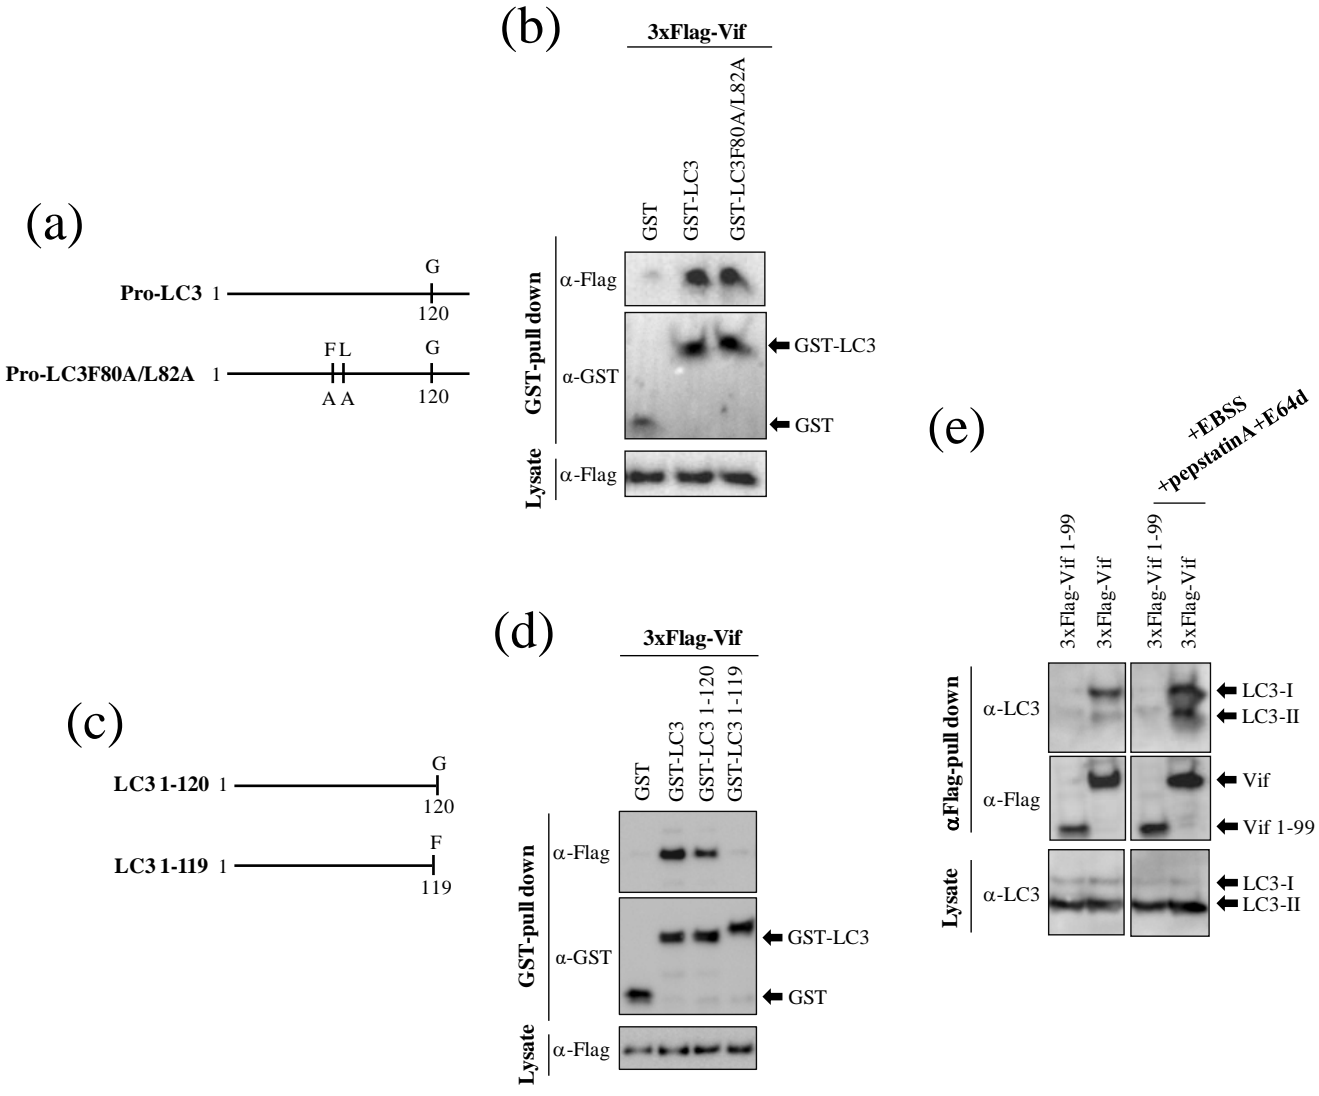 (a)
G
Pro-LC3 1
120
F L
G
Pro-LC3F80A/L82A 1
A A
120
(b)
3xFlag-Vif
GST
GST-LC3
GST-LC3F80A/L82A
GST-pull down
α-Flag
α-GST
GST-LC3
GST
Lysate
α-Flag
(c)
G
LC3 1-120 1
120
F
LC3 1-119 1
119
(d)
3xFlag-Vif
GST
GST-LC3
GST-LC3 1-120
GST-LC3 1-119
GST-pull down
α-Flag
α-GST
GST-LC3
GST
Lysate
α-Flag
(e)
+EBSS
+pepstatinA+E64d
3xFlag-Vif 1-99
3xFlag-Vif
3xFlag-Vif 1-99
3xFlag-Vif
αFlag-pull down
α-LC3
LC3-I
LC3-II
α-Flag
Vif
Vif 1-99
Lysate
α-LC3
LC3-I
LC3-II